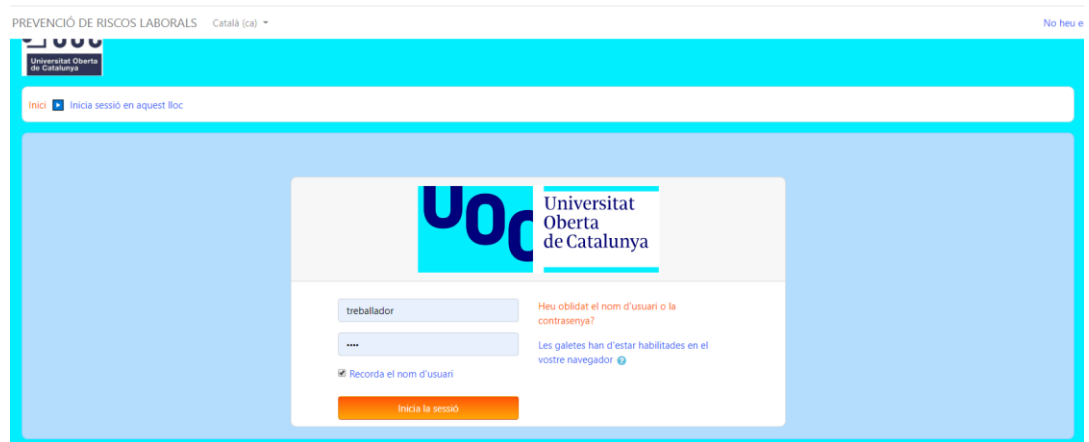 PREVENCIÓ DE RISCOS LABORALS Català (ca)
No heu e
Universitat Oberta
de Catalunya
Inici Inicia sessió en aquest lloc
UOC
Universitat
Oberta
de Catalunya
treballador
••••
Heu oblidat el nom d'usuari o la
contrasenya?
Les galetes han d'estar habilitades en el
vostre navegador
Recorda el nom d'usuari
Inicia la sessió